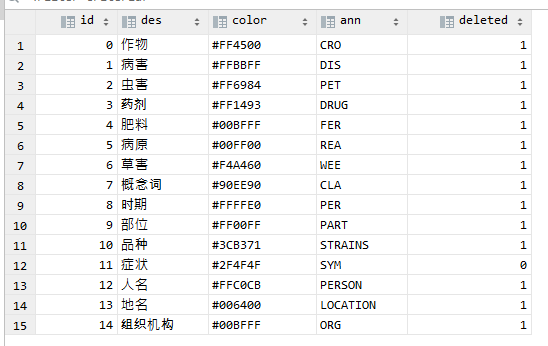 id des color ann deleted
1 0 作物 #FF4500 CRO 1
2 1 病害 #FFBBFF DIS 1
3 2 虫害 #FF6984 PET 1
4 3 药剂 #FF1493 DRUG 1
5 4 肥料 #00BFFF FER 1
6 5 病原 #00FF00 REA 1
7 6 草害 #F4A460 WEE 1
8 7 概念词 #90EE90 CLA 1
9 8 时期 #FFFFE0 PER 1
10 9 部位 #FF00FF PART 1
11 10 品种 #3CB371 STRAINS 1
12 11 症状 #2F4F4F SYM 0
13 12 人名 #FFC0CB PERSON 1
14 13 地名 #006400 LOCATION 1
15 14 组织机构 #00BFFF ORG 1